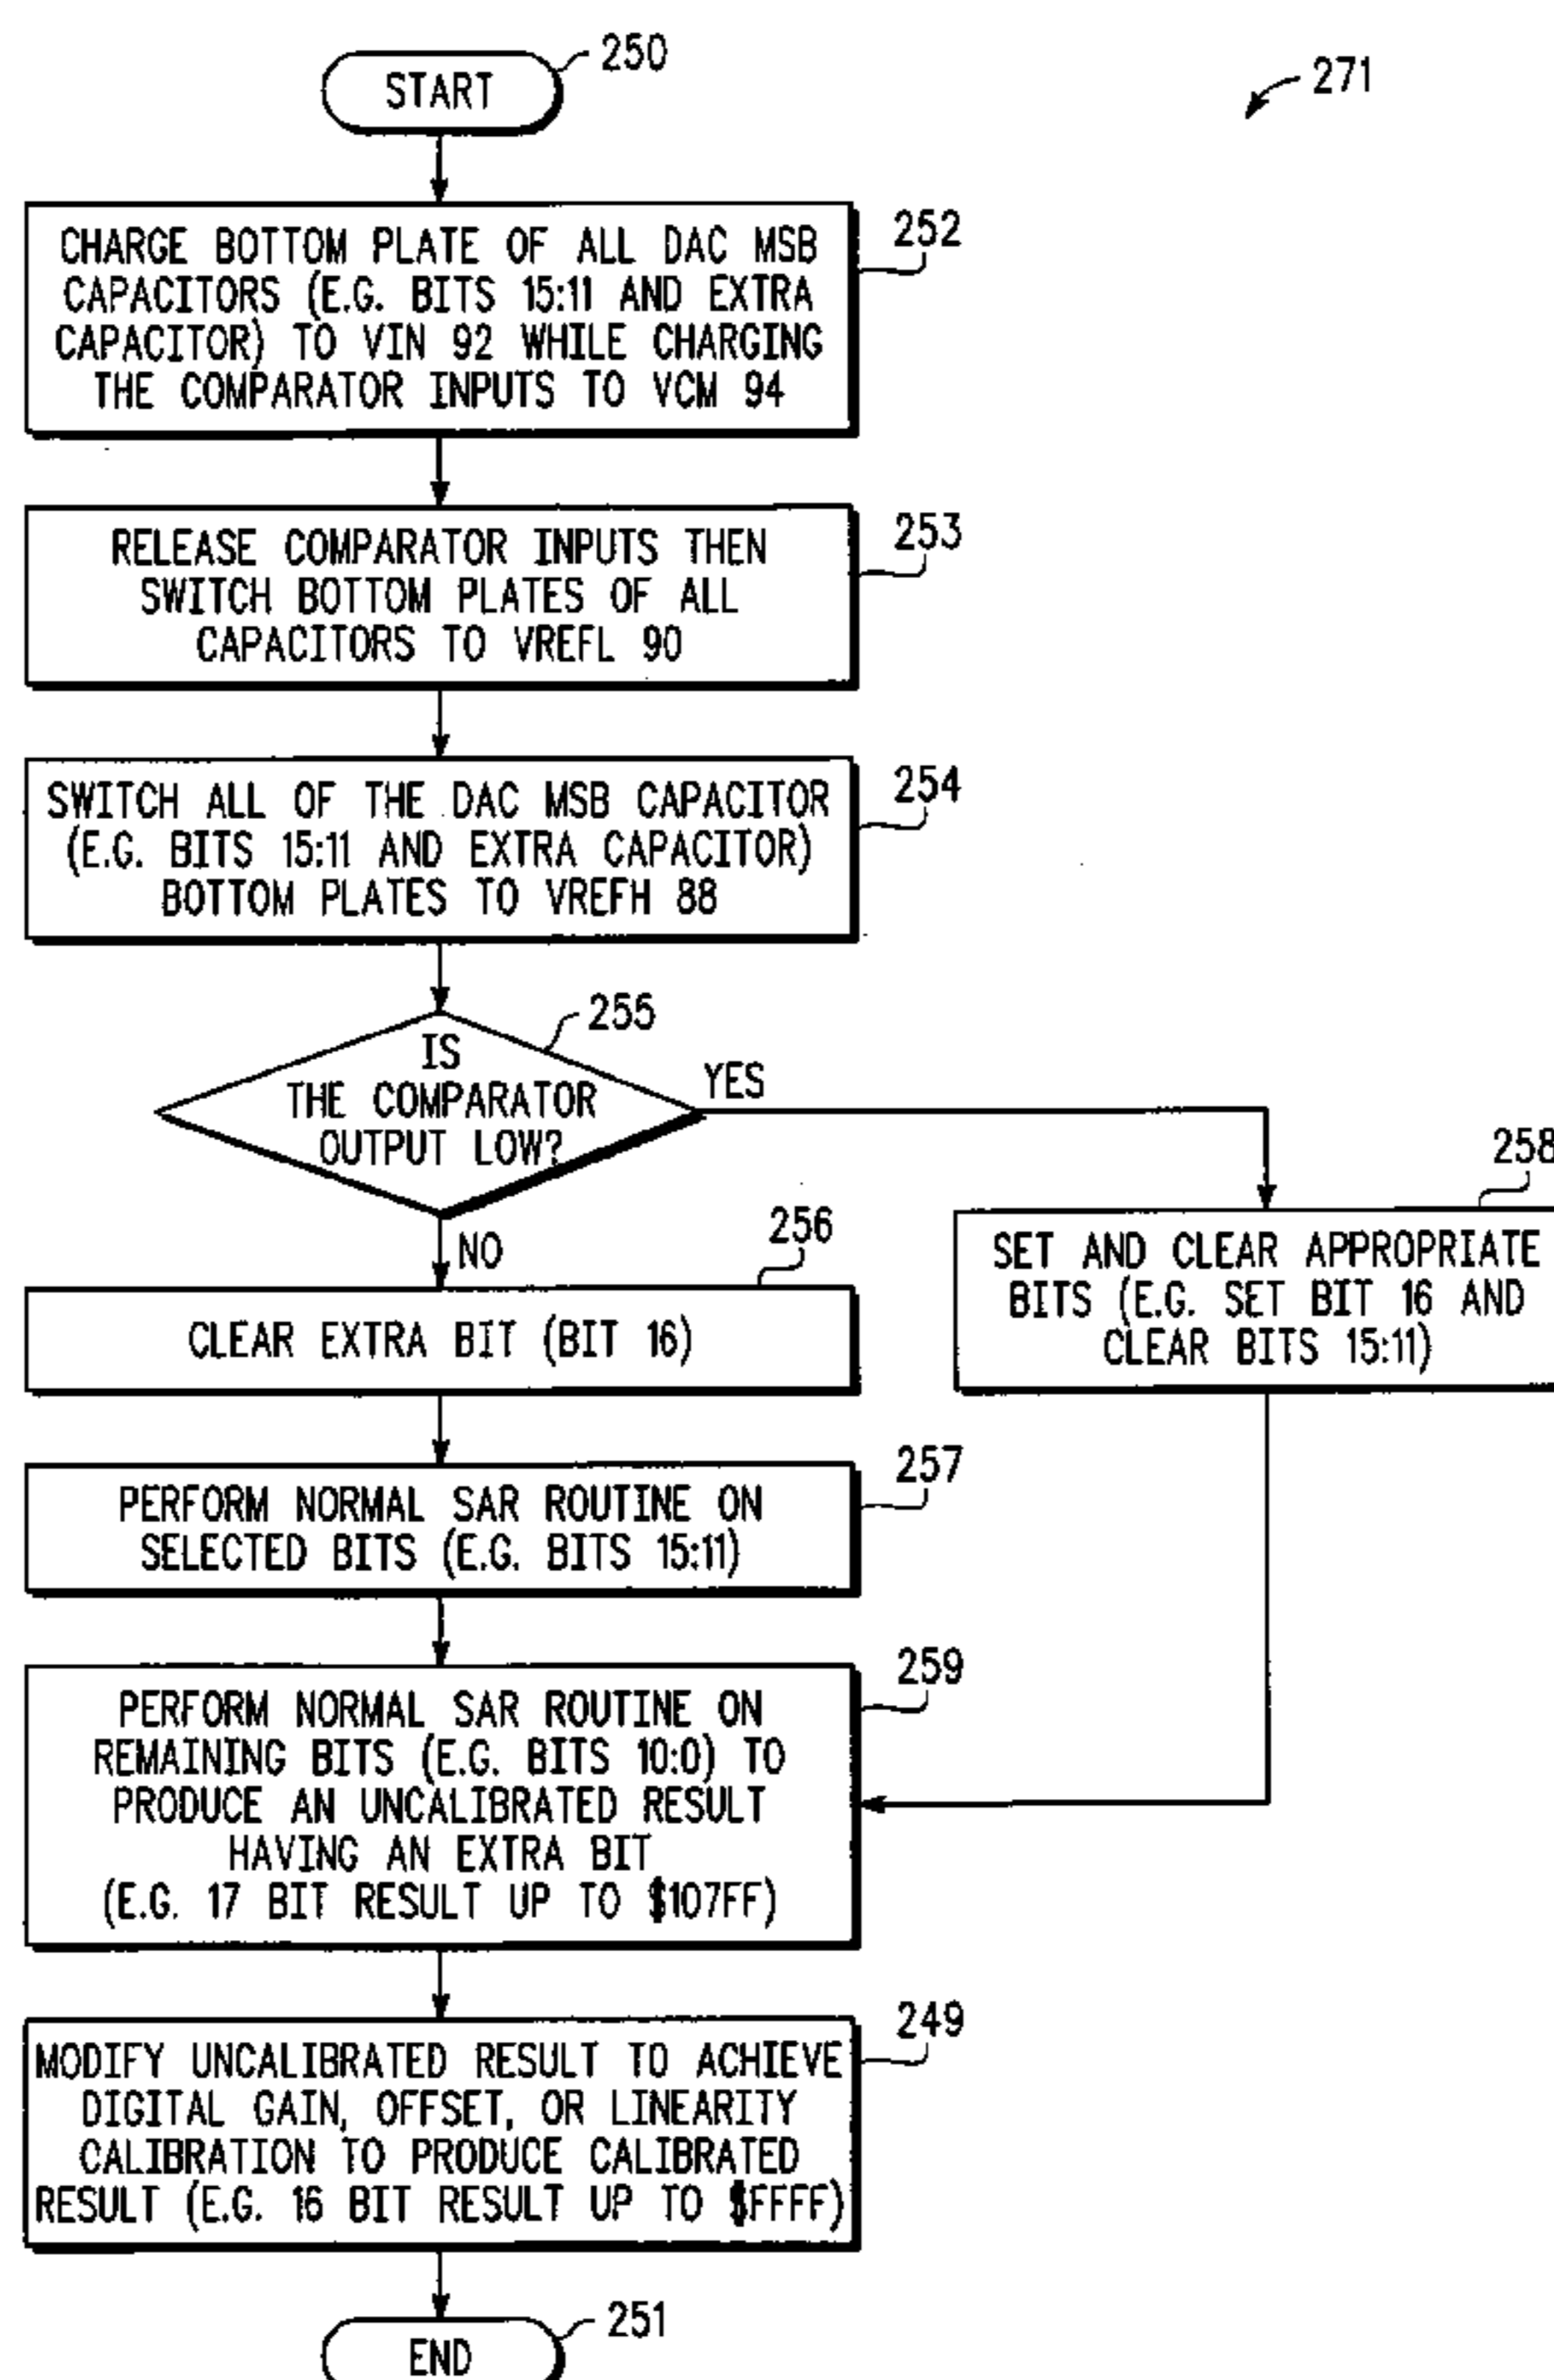 250
START
271
252
CHARGE BOTTOM PLATE OF ALL DAC MSB
CAPACITORS (E.G. BITS 15:11 AND EXTRA
CAPACITOR) TO VIN 92 WHILE CHARGING
THE COMPARATOR INPUTS TO VCM 94
253
RELEASE COMPARATOR INPUTS THEN
SWITCH BOTTOM PLATES OF ALL
CAPACITORS TO VREFL 90
254
SWITCH ALL OF THE DAC MSB CAPACITOR
(E.G. BITS 15:11 AND EXTRA CAPACITOR)
BOTTOM PLATES TO VREFH 88
255
IS
THE COMPARATOR
OUTPUT LOW?
YES
NO
258
SET AND CLEAR APPROPRIATE
BITS (E.G. SET BIT 16 AND
CLEAR BITS 15:11)
256
CLEAR EXTRA BIT (BIT 16)
257
PERFORM NORMAL SAR ROUTINE ON
SELECTED BITS (E.G. BITS 15:11)
259
PERFORM NORMAL SAR ROUTINE ON
REMAINING BITS (E.G. BITS 10:0) TO
PRODUCE AN UNCALIBRATED RESULT
HAVING AN EXTRA BIT
(E.G. 17 BIT RESULT UP TO $107FF)
249
MODIFY UNCALIBRATED RESULT TO ACHIEVE
DIGITAL GAIN, OFFSET, OR LINEARITY
CALIBRATION TO PRODUCE CALIBRATED
RESULT (E.G. 16 BIT RESULT UP TO $FFFF)
251
END